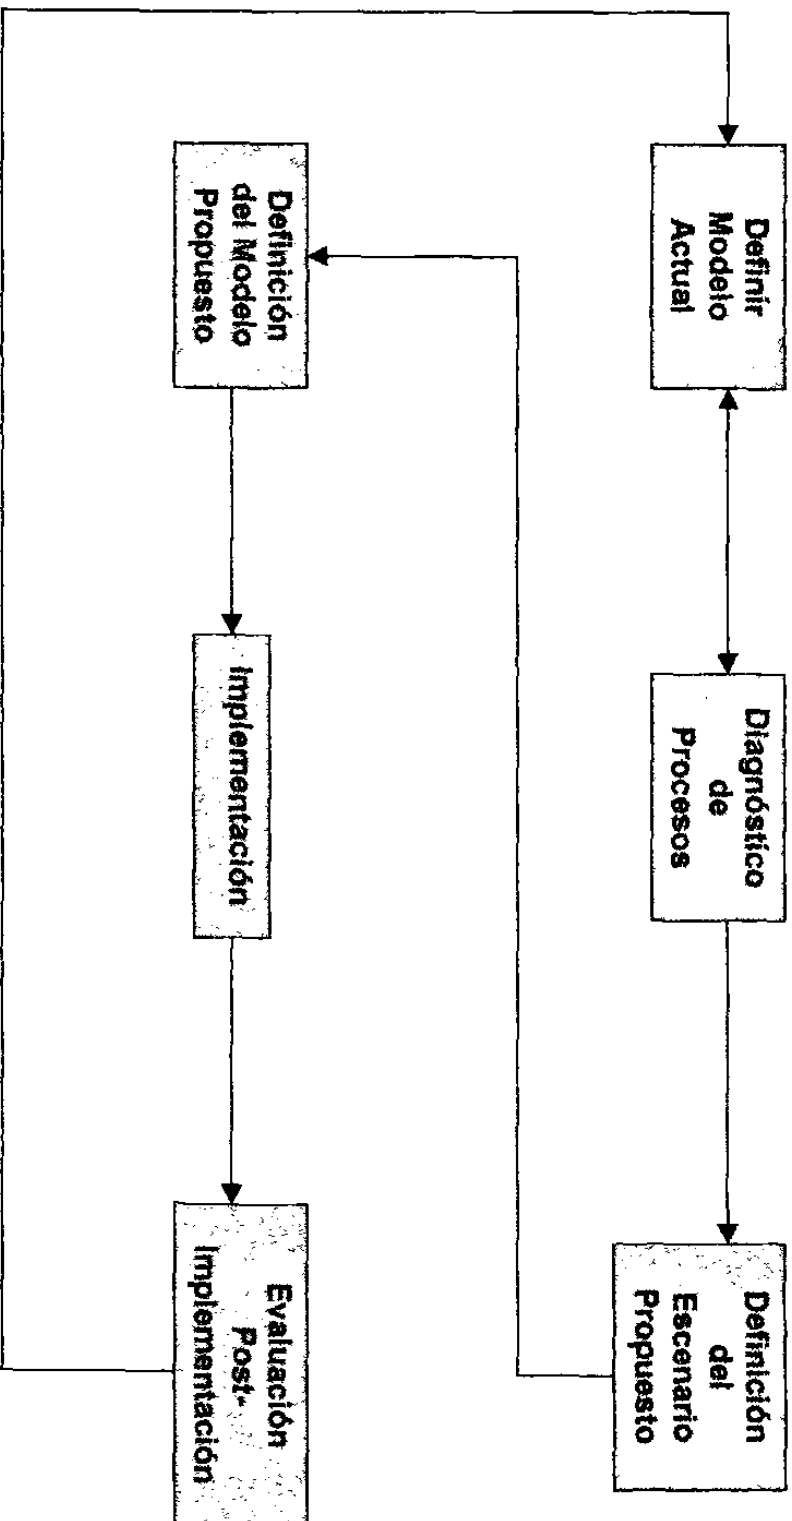 Definir
Modelo
Actual
Diagnóstico
de
Procesos
Definición
del
Escenario
Propuesto
Definición
del Modelo
Propuesto
Implementación
Evaluación
Post-
Implementación